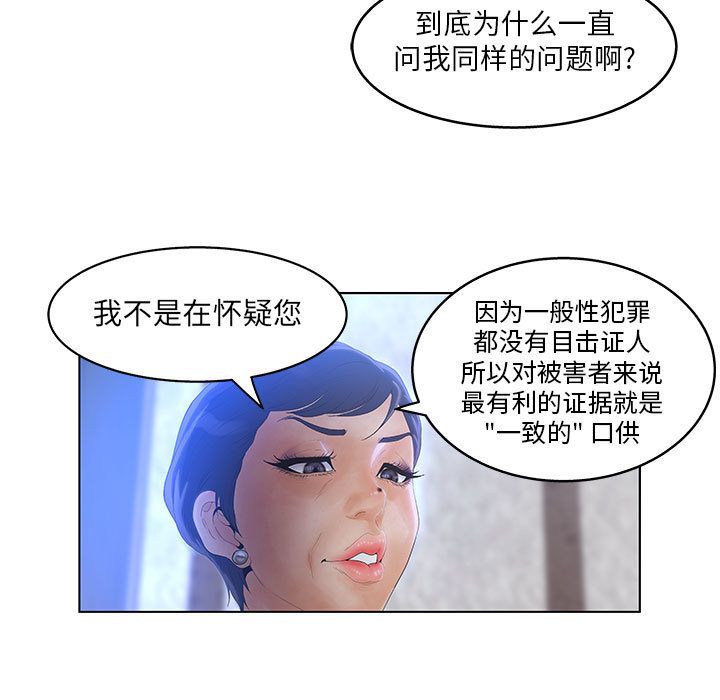 到底为什么一直
问我同样的问题啊?
我不是在怀疑您
因为一般性犯罪
都没有目击证人
所以对被害者来说
最有利的证据就是
"一致的" 口供